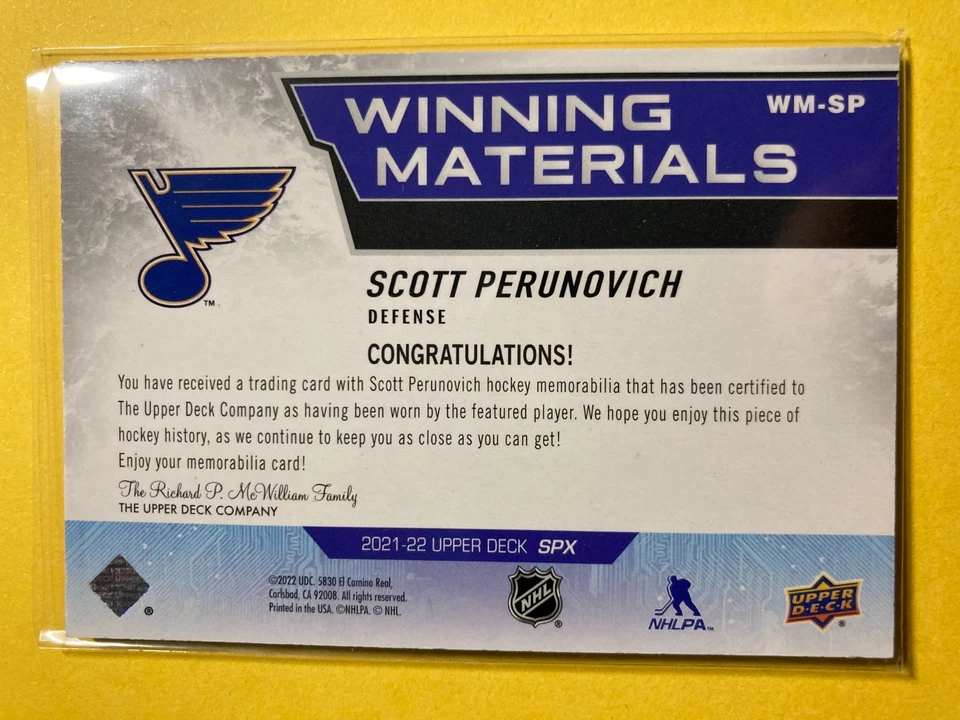 WINNING
MATERIALS
WM-SP
TM
SCOTT PERUNOVICH
DEFENSE
CONGRATULATIONS!
You have received a trading card with Scott Perunovich hockey memorabilia that has been certified to
The Upper Deck Company as having been worn by the featured player. We hope you enjoy this piece of
hockey history, as we continue to keep you as close as you can get!
Enjoy your memorabilia card!
The Richard P. McWilliam Family
THE UPPER DECK COMPANY
2021-22 UPPER DECK SPX
®
©2022 UDC. 5830 El Camino Real,
Carlsbad, CA 92008. All rights reserved.
Printed in the USA. ©NHLPA. © NHL.
NHL
®
NHLPA™
UPPER
D·E·C·K
®